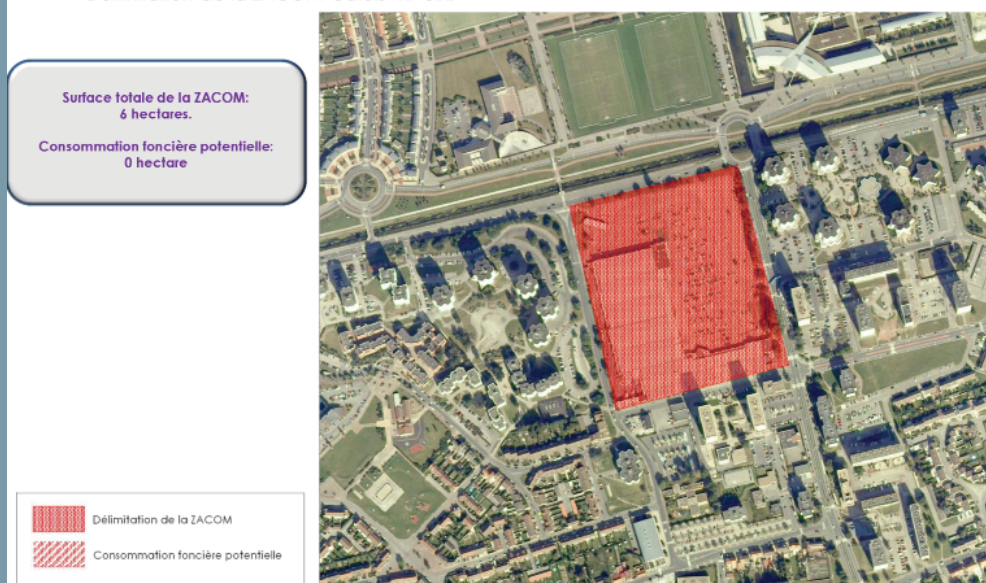 Surface totale de la ZACOM:
6 hectares.
Consommation foncière potentielle:
0 hectare
Délimitation de la ZACOM
Consommation foncière potentielle